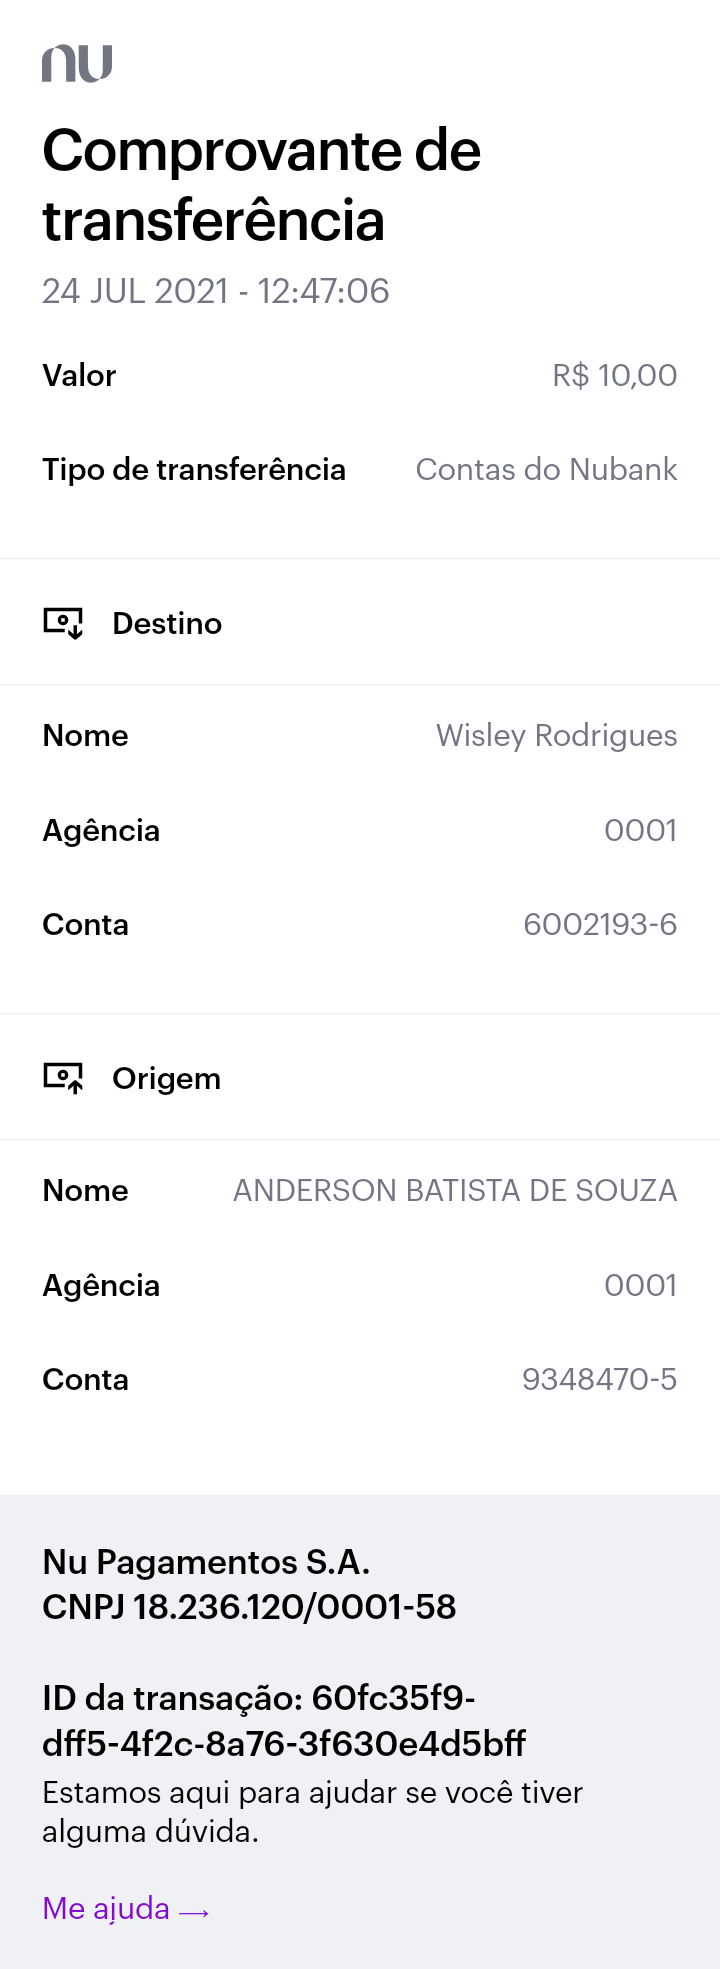 nu
Comprovante de
transferência
24 JUL 2021 - 12:47:06
Valor R$ 10,00
Tipo de transferência Contas do Nubank
Destino
Nome Wisley Rodrigues
Agência 0001
Conta 6002193-6
Origem
Nome ANDERSON BATISTA DE SOUZA
Agência 0001
Conta 9348470-5
Nu Pagamentos S.A.
CNPJ 18.236.120/0001-58
ID da transação: 60fc35f9-
dff5-4f2c-8a76-3f630e4d5bff
Estamos aqui para ajudar se você tiver
alguma dúvida.
Me ajuda →